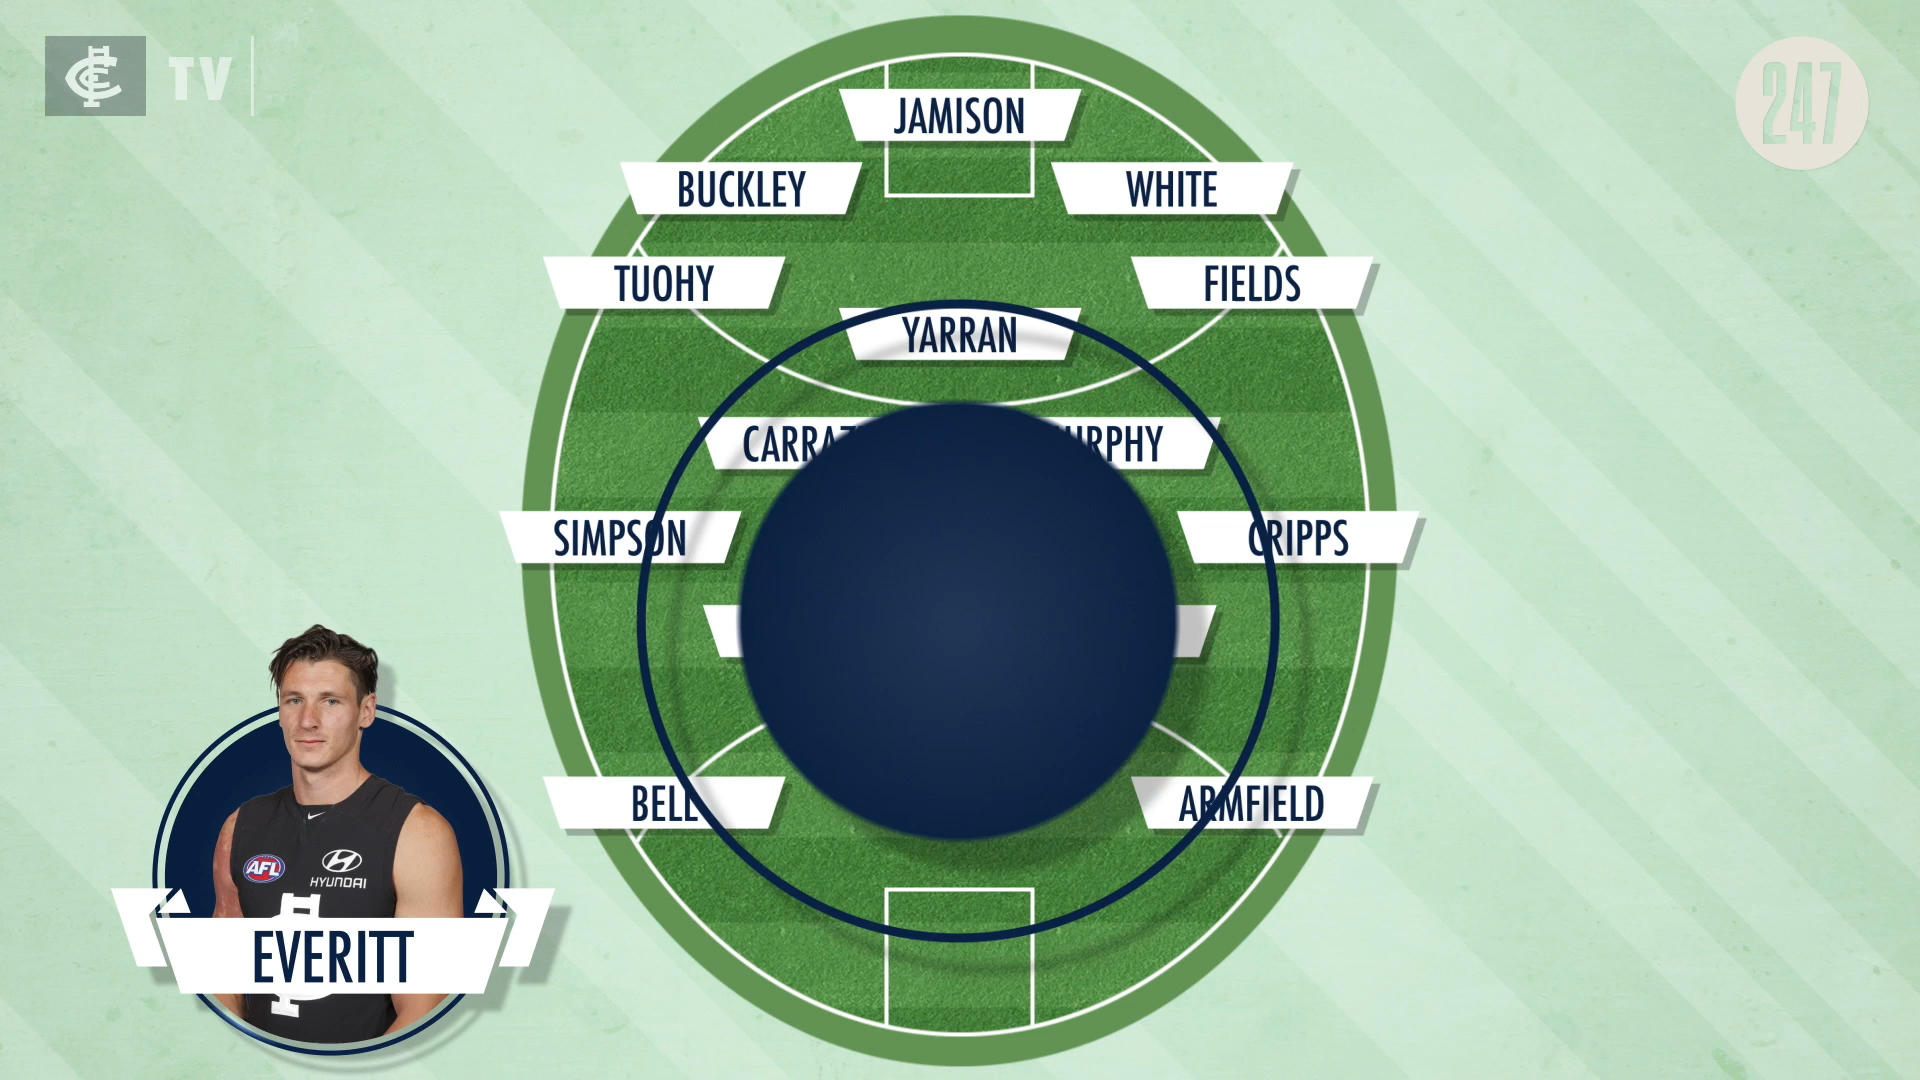 TV
247
JAMISON
BUCKLEY
WHITE
TUOHY
FIELDS
YARRAN
SIMPSON
CRIPPS
BELL
ARMFIELD
AFL
HYUNDAI
EVERITT